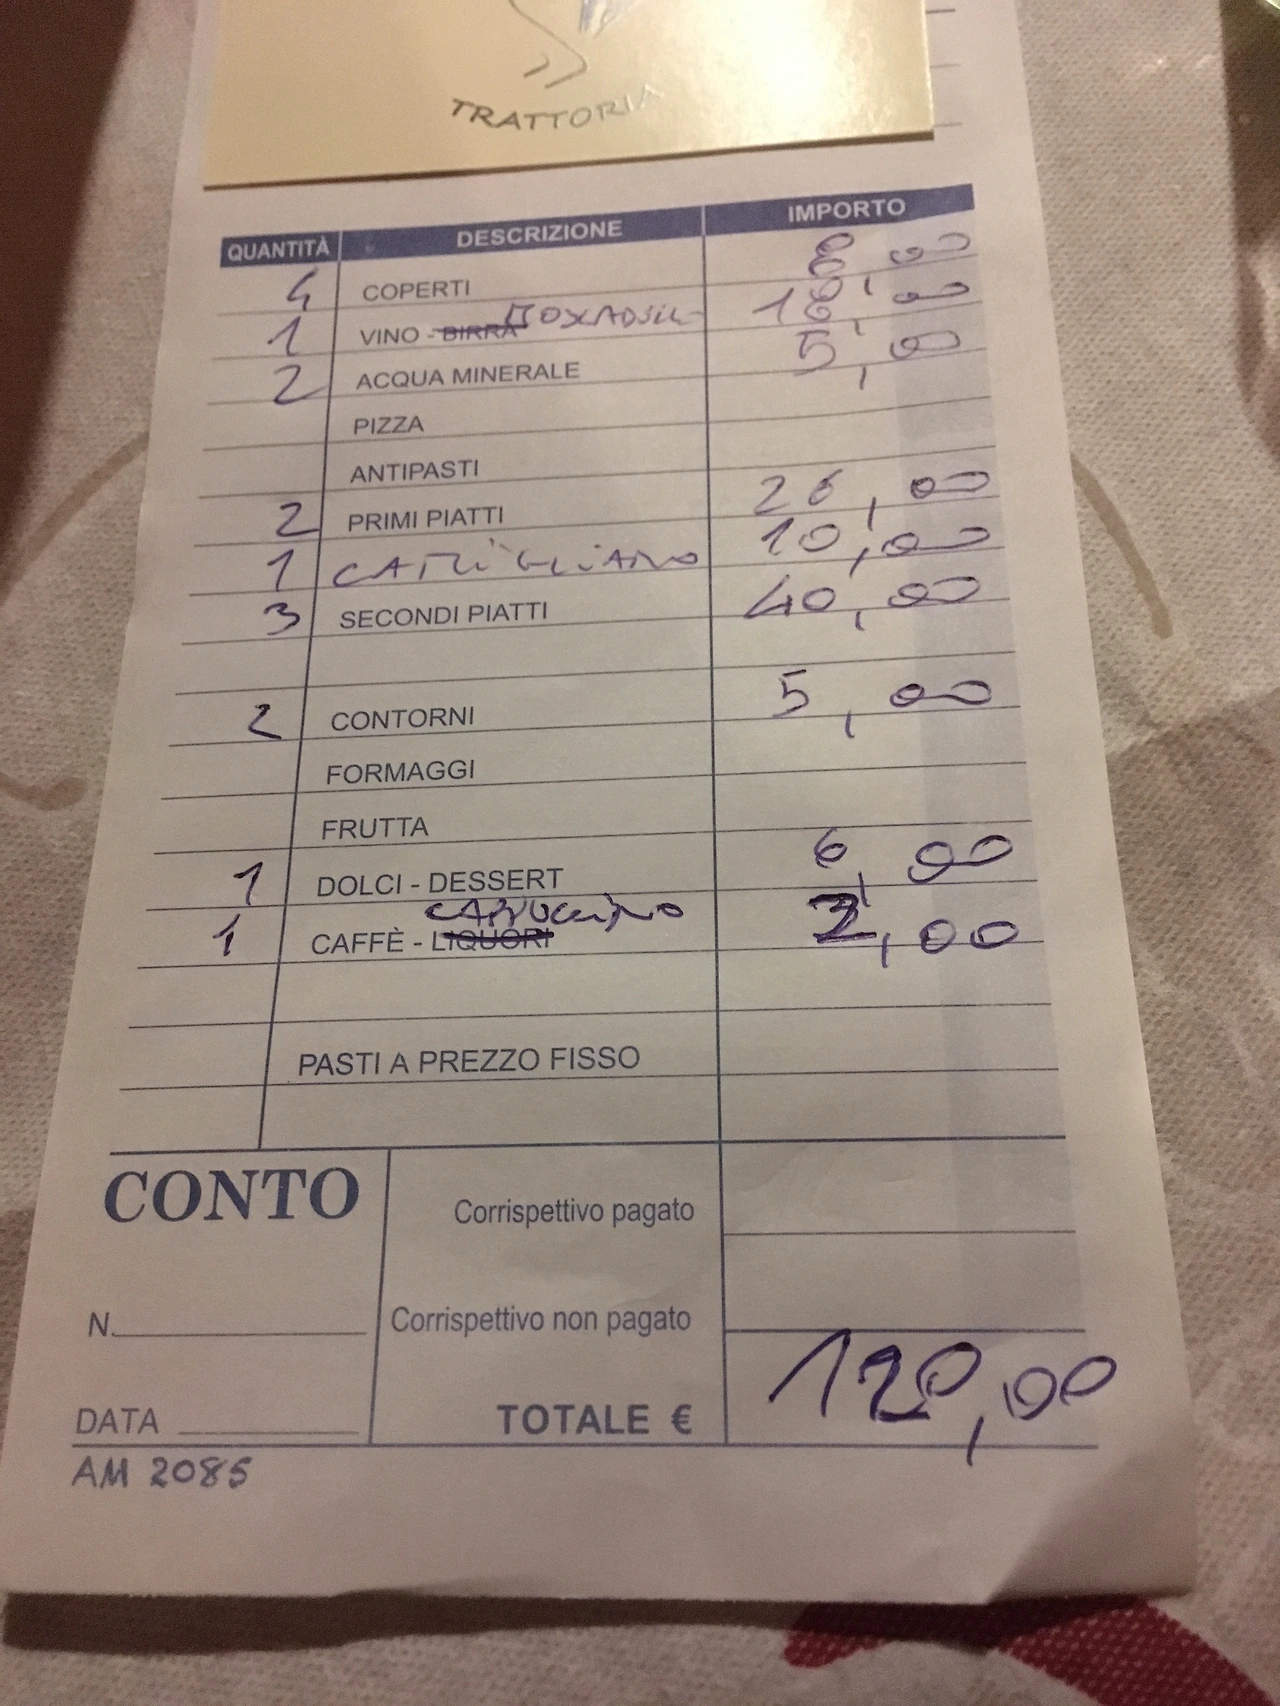 TRATTORIA
QUANTITÀ DESCRIZIONE IMPORTO
4 COPERTI 8,00
1 VINO - BIRRA 18,00
2 ACQUA MINERALE 5,00
PIZZA
ANTIPASTI
2 PRIMI PIATTI 26,00
1 10,00
3 SECONDI PIATTI 40,00
2 CONTORNI 5,00
FORMAGGI
FRUTTA
1 DOLCI - DESSERT 6,00
CAPPUCCINO
1 CAFFÈ - LIQUORI 2,00
PASTI A PREZZO FISSO
CONTO
Corrispettivo pagato
N. Corrispettivo non pagato
DATA TOTALE € 120,00
AM 2085